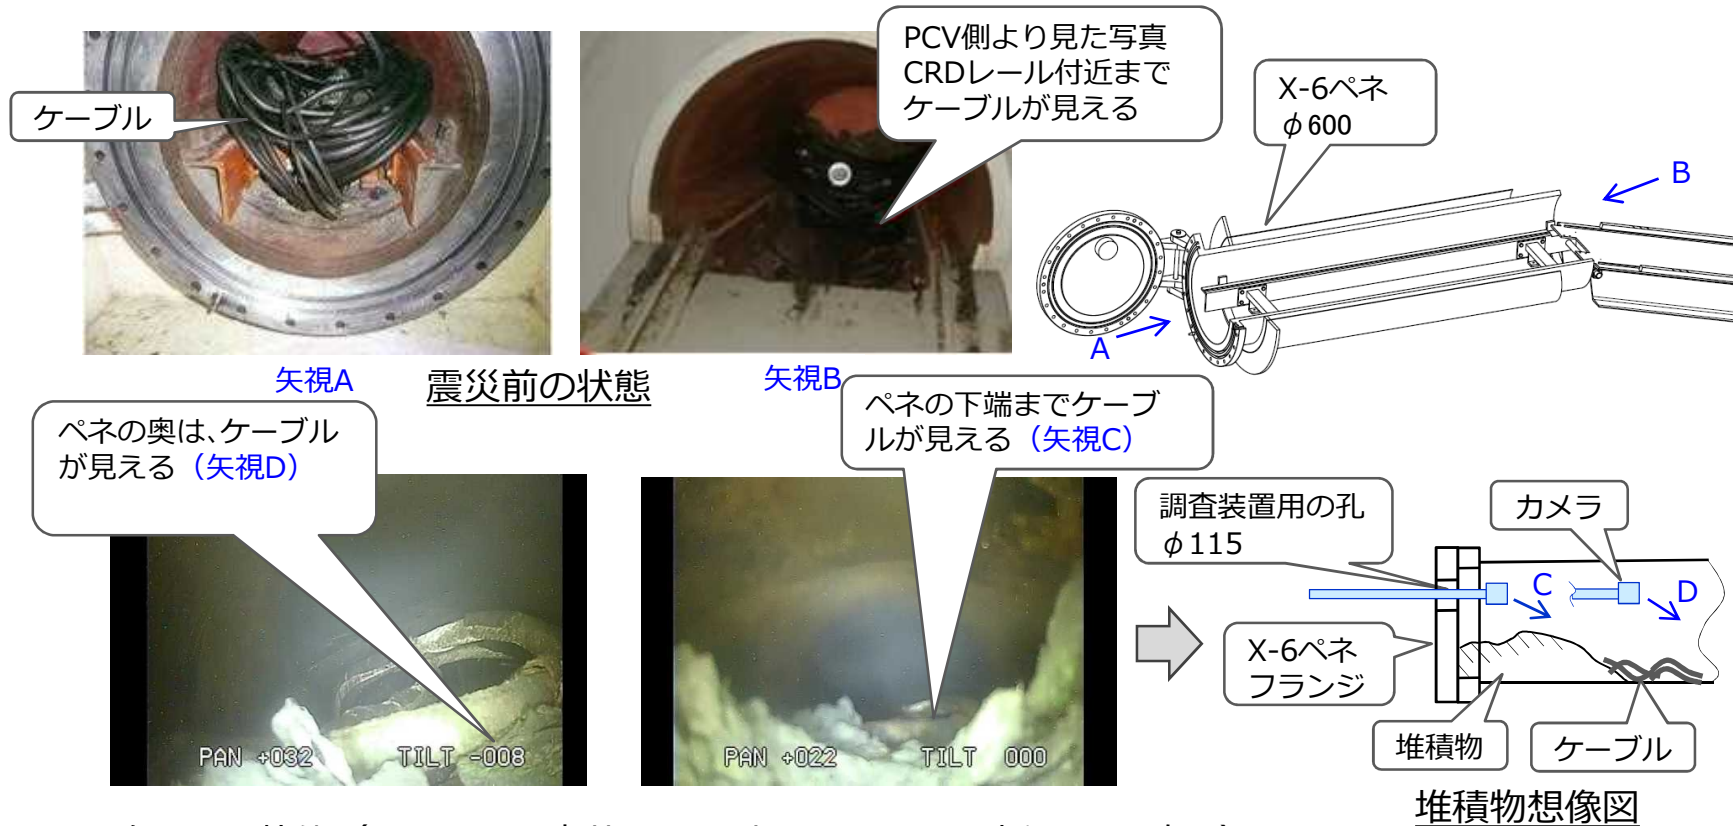 ケーブル
PCV側より見た写真
CRDレール付近まで
ケーブルが見える
X-6ペネ
φ600
B
A
矢視A
震災前の状態
矢視B
ペネの奥は、ケーブル
が見える（矢視D）
ペネの下端までケーブ
ルが見える（矢視C）
調査装置用の孔
φ115
カメラ
C
D
X-6ペネ
フランジ
堆積物
ケーブル
PAN +032 TILT -008
PAN +022 TILT 000
堆積物想像図